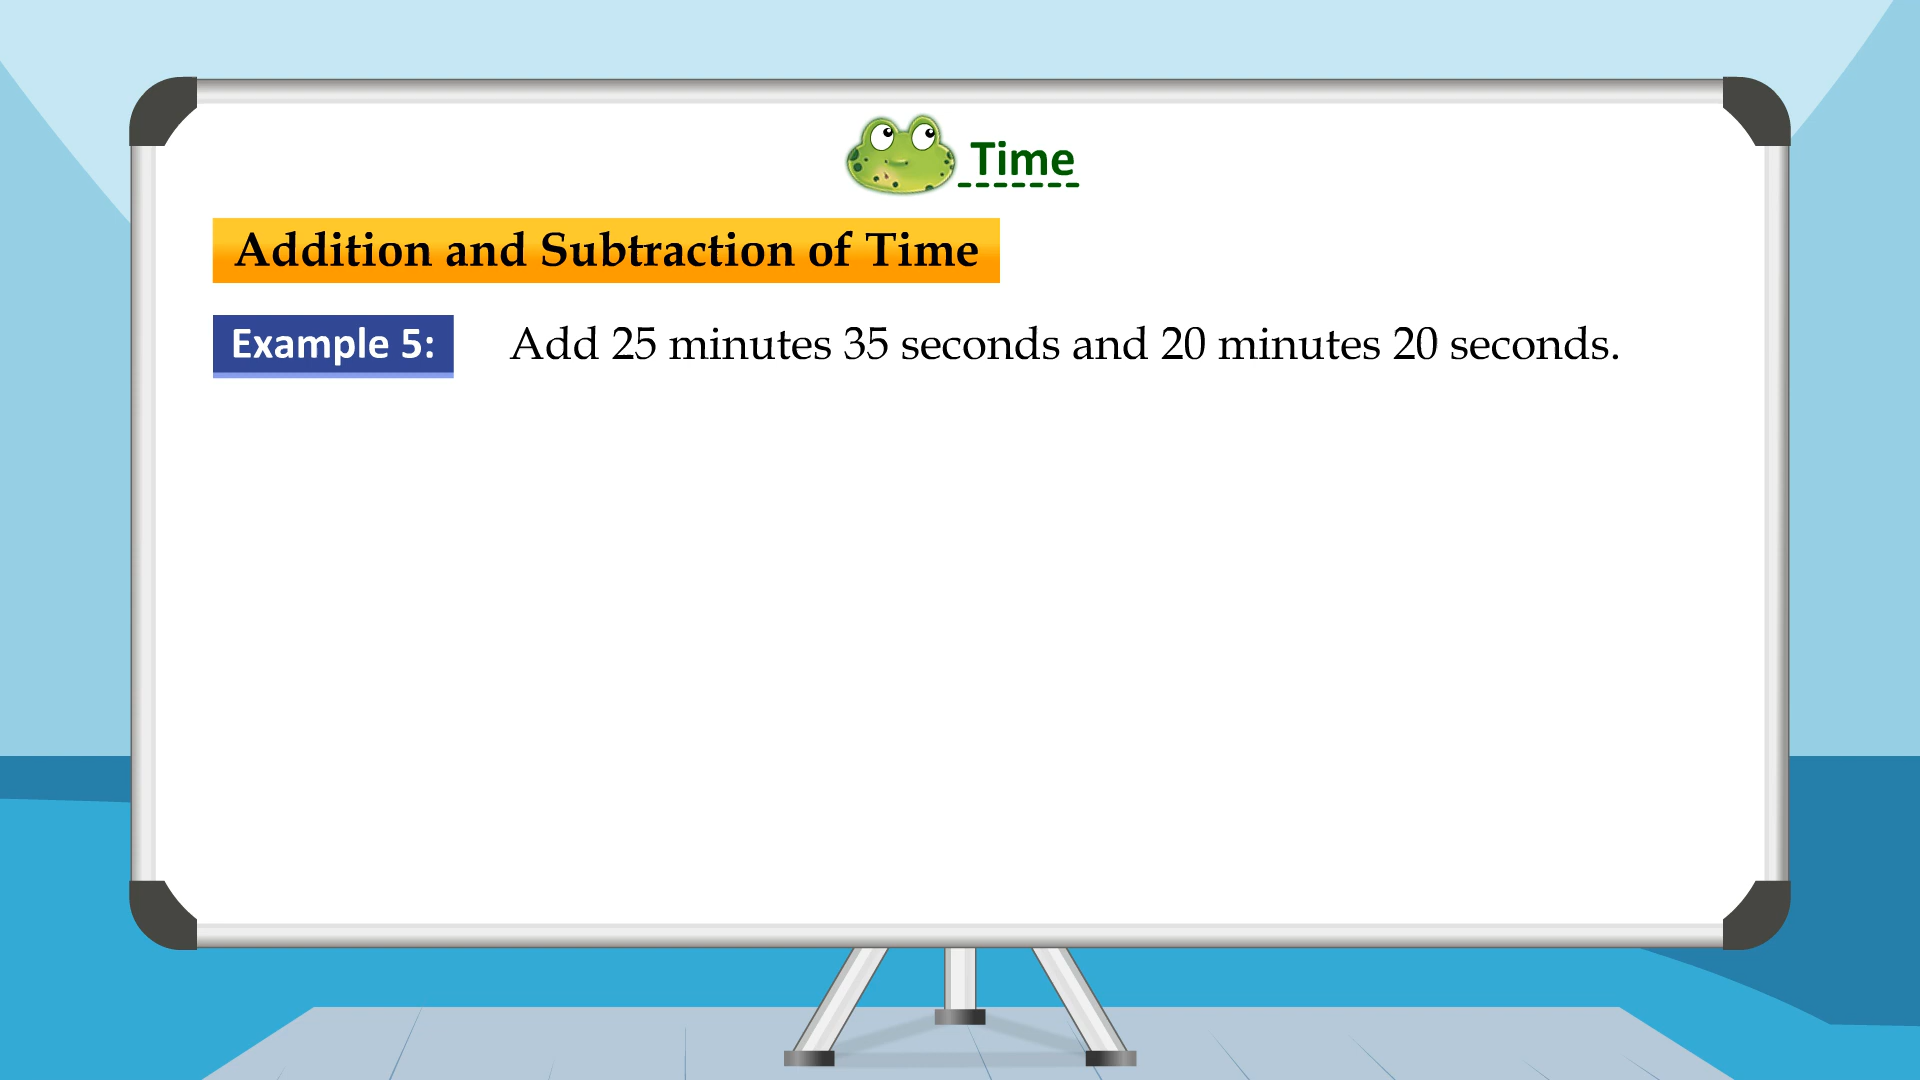 Time
Addition and Subtraction of Time
Example 5: Add 25 minutes 35 seconds and 20 minutes 20 seconds.